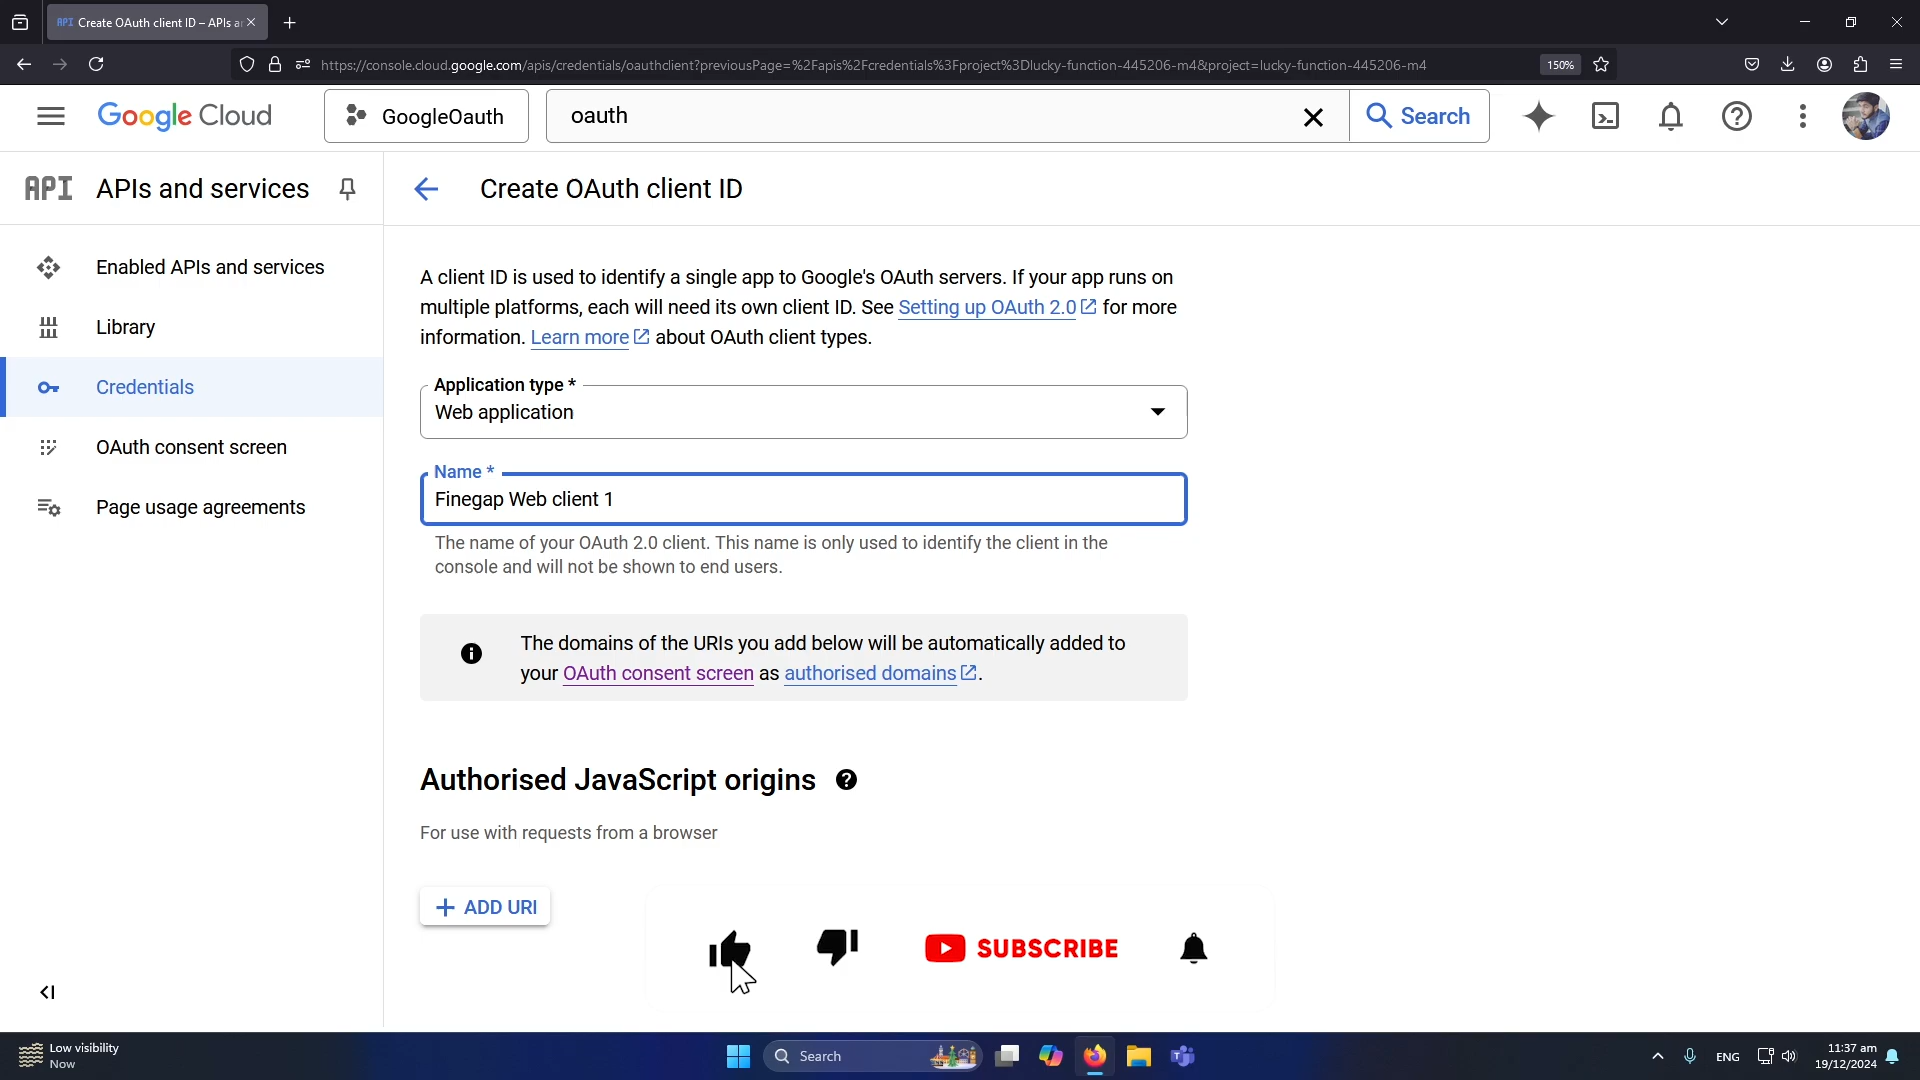 API Create OAuth client ID – APIs a
https://console.cloud.google.com/apis/credentials/oauthclient?previousPage=%2Fapis%2Fcredentials%3Fproject%3Dlucky-function-445206-m4&project=lucky-function-445206-m4
150%
Google Cloud
GoogleOauth
oauth
Search
API APIs and services
Create OAuth client ID
Enabled APIs and services
Library
Credentials
OAuth consent screen
Page usage agreements
A client ID is used to identify a single app to Google's OAuth servers. If your app runs on
multiple platforms, each will need its own client ID. See Setting up OAuth 2.0 for more
information. Learn more about OAuth client types.
Application type *
Web application
Name *
Finegap Web client 1
The name of your OAuth 2.0 client. This name is only used to identify the client in the
console and will not be shown to end users.
The domains of the URIs you add below will be automatically added to
your OAuth consent screen as authorised domains.
Authorised JavaScript origins
For use with requests from a browser
+ ADD URI
SUBSCRIBE
Low visibility
Now
Search
ENG
11:37 am
19/12/2024